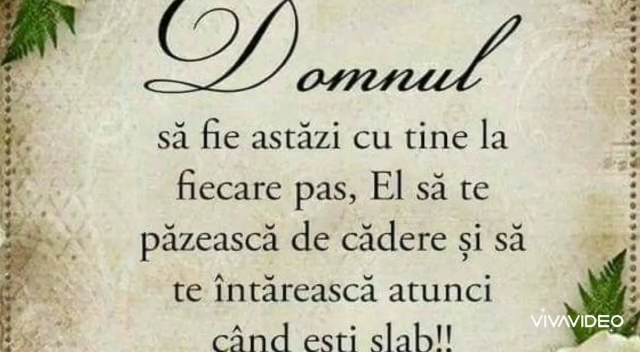 Domnul
să fie astăzi cu tine la
fiecare pas, El să te
păzească de cădere și să
te întărească atunci
când ești slab!!
VIVAVIDEO